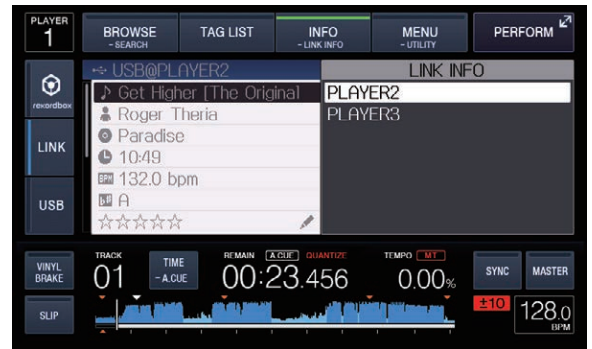 PLAYER
1
BROWSE
- SEARCH
TAG LIST
INFO
- LINK INFO
MENU
- UTILITY
PERFORM
rekordbox
LINK
USB
USB@PLAYER2
Get Higher [The Original
Roger Theria
Paradise
10:49
BPM 132.0 bpm
A
LINK INFO
PLAYER2
PLAYER3
VINYL
BRAKE
SLIP
TRACK
01
TIME
- A.CUE
REMAIN A.CUE QUANTIZE
00:23.456
TEMPO MT
0.00%
SYNC
MASTER
±10
128.0
BPM